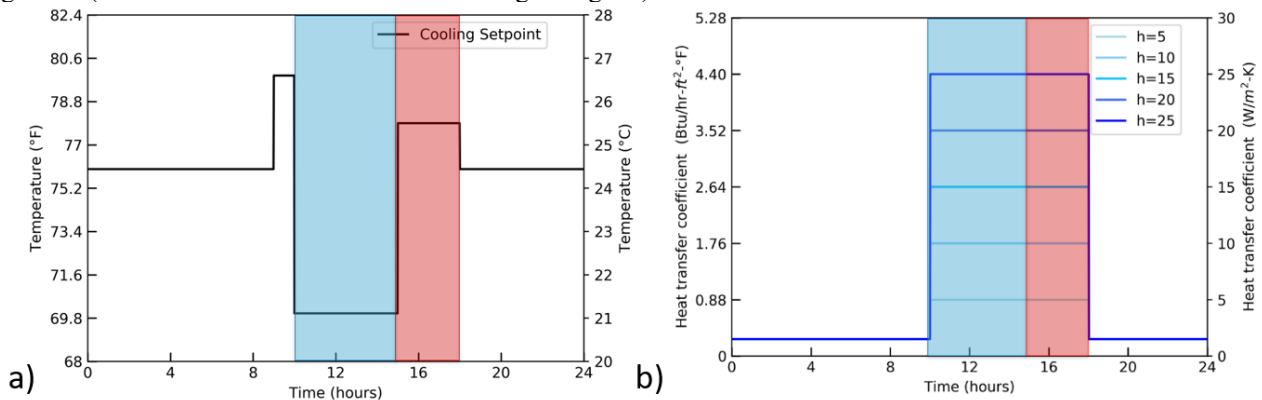 82.4
80.6
78.8
77
75.2
73.4
71.6
69.8
68
Temperature (°F)
Cooling Setpoint
28
27
26
25
24
23
22
21
20
Temperature (°C)
0 4 8 12 16 20 24
Time (hours)
a)
5.28
4.40
3.52
2.64
1.76
0.88
0
Heat transfer coefficient (Btu/hr-ft²-°F)
h=5
h=10
h=15
h=20
h=25
30
25
20
15
10
5
0
Heat transfer coefficient (W/m²-K)
0 4 8 12 16 20 24
Time (hours)
b)